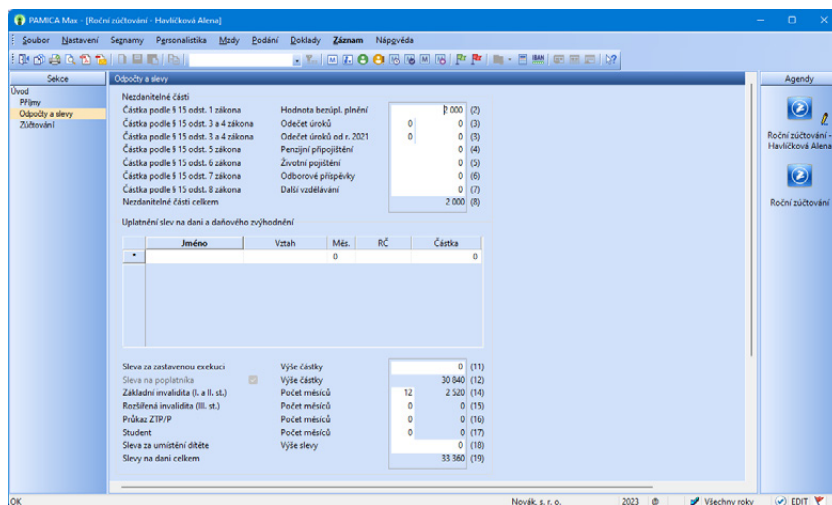 PAMICA Max - [Roční zúčtování - Havlíčková Alena]
Soubor Nastavení Seznamy Personalistika Mzdy Podání Doklady Záznam Nápověda
Sekce
Odpočty a slevy
Agendy
Úvod
Příjmy
Odpočty a slevy
Zúčtování
Nezdanitelné části
Částka podle § 15 odst. 1 zákona Hodnota bezúpl. plnění 2 000 (2)
Částka podle § 15 odst. 3 a 4 zákona Odečet úroků 0 0 (3)
Částka podle § 15 odst. 3 a 4 zákona Odečet úroků od r. 2021 0 0 (3)
Částka podle § 15 odst. 5 zákona Penzijní připojištění 0 (4)
Částka podle § 15 odst. 6 zákona Životní pojištění 0 (5)
Částka podle § 15 odst. 7 zákona Odborové příspěvky 0 (6)
Částka podle § 15 odst. 8 zákona Další vzdělávání 0 (7)
Nezdanitelné části celkem 2 000 (8)
Roční zúčtování -
Havlíčková Alena
Roční zúčtování
Uplatnění slev na dani a daňového zvýhodnění
Jméno Vztah Měs. RČ Částka
* 0 0
Sleva za zastavenou exekuci Výše částky 0 (11)
Sleva na poplatníka Výše částky 30 840 (12)
Základní invalidita (I. a II. st.) Počet měsíců 12 2 520 (14)
Rozšířená invalidita (III. st.) Počet měsíců 0 0 (15)
Průkaz ZTP/P Počet měsíců 0 0 (16)
Student Počet měsíců 0 0 (17)
Sleva za umístění dítěte Výše slevy 0 (18)
Slevy na dani celkem 33 360 (19)
OK Novák, s. r. o. 2023 @ Všechny roky EDIT